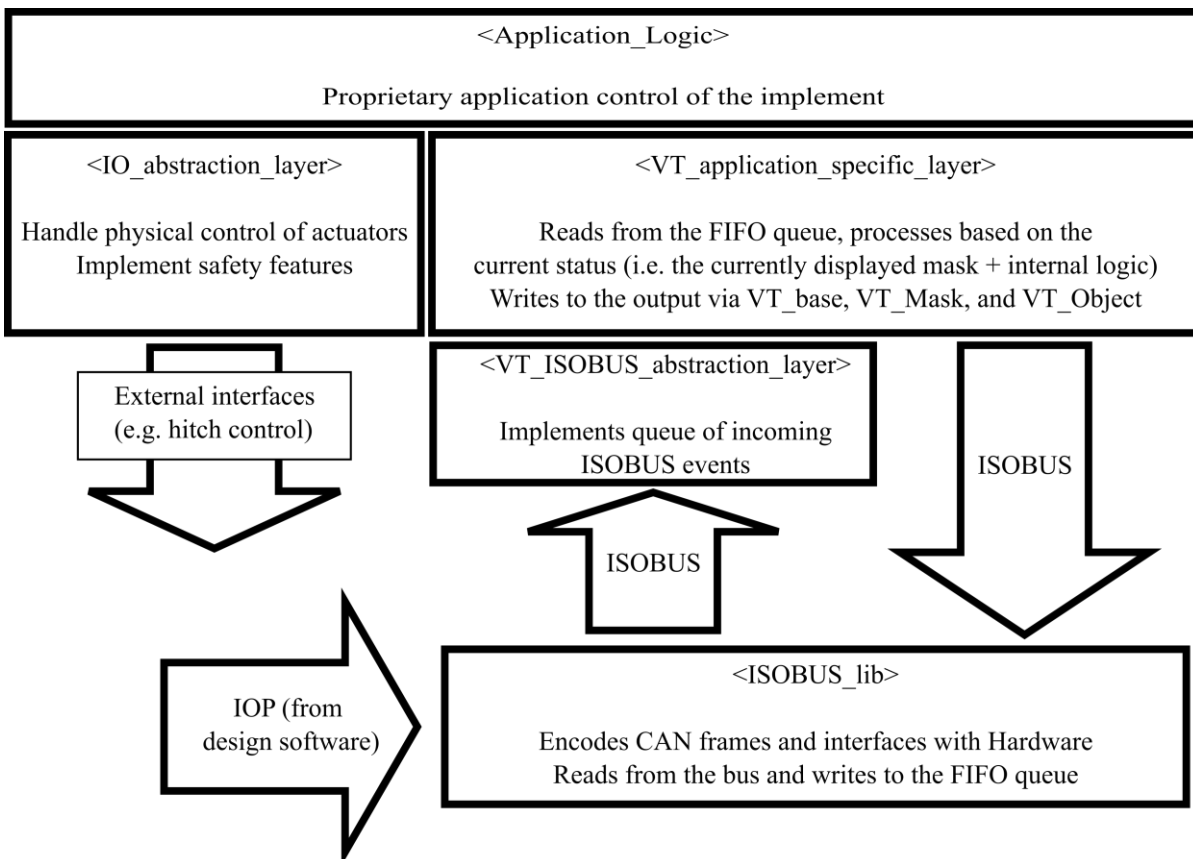 <Application_Logic>
Proprietary application control of the implement
<IO_abstraction_layer>
Handle physical control of actuators
Implement safety features
<VT_application_specific_layer>
Reads from the FIFO queue, processes based on the
current status (i.e. the currently displayed mask + internal logic)
Writes to the output via VT_base, VT_Mask, and VT_Object
External interfaces
(e.g. hitch control)
<VT_ISOBUS_abstraction_layer>
Implements queue of incoming
ISOBUS events
ISOBUS
ISOBUS
IOP (from
design software)
<ISOBUS_lib>
Encodes CAN frames and interfaces with Hardware
Reads from the bus and writes to the FIFO queue